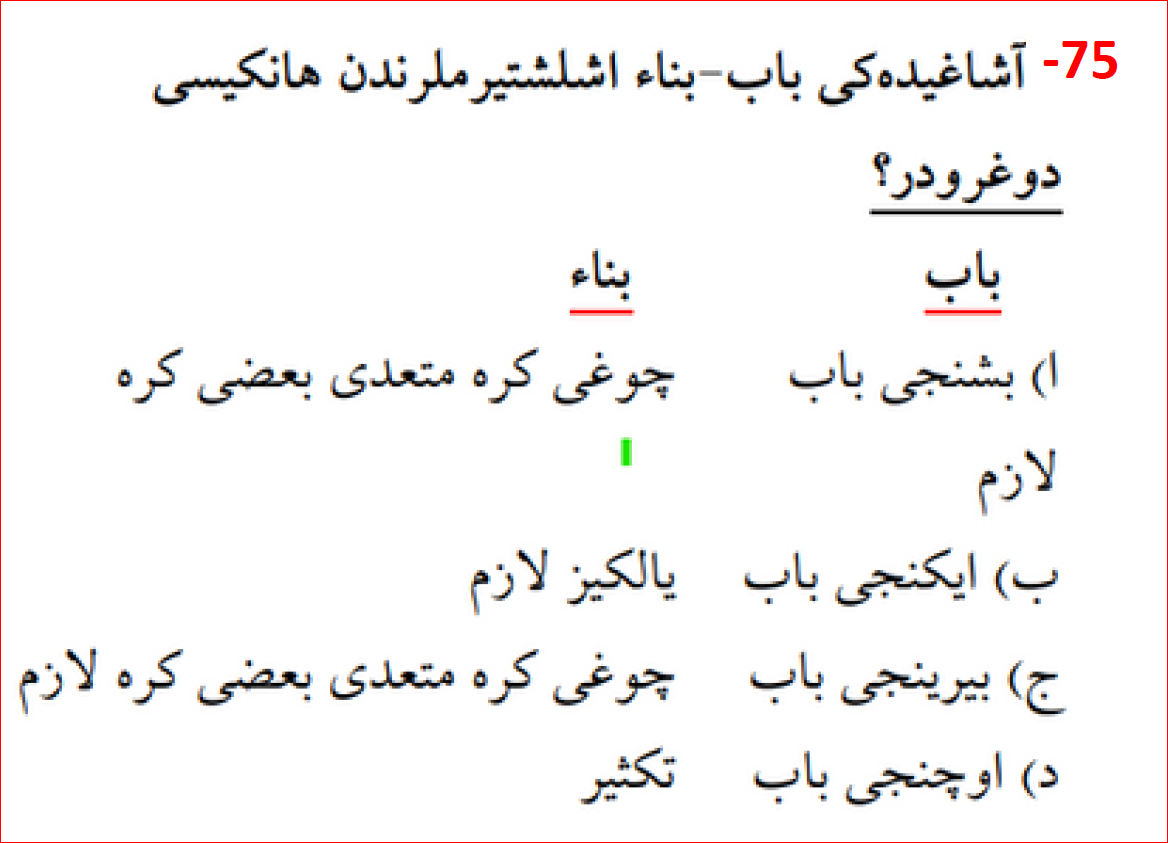 75- آشاغیده‌کی باب-بناء اشلشتیرملرندن هانکیسی
دوغرودر؟
باب بناء
ا) بشنجی باب چوغی کره متعدی بعضی کره
لازم
ب) ایکنجی باب یالکیز لازم
ج) بیرینجی باب چوغی کره متعدی بعضی کره لازم
د) اوچنجی باب تکثیر